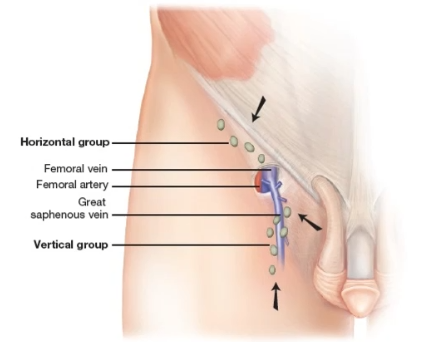 Horizontal group
Femoral vein
Femoral artery
Great
saphenous vein
Vertical group